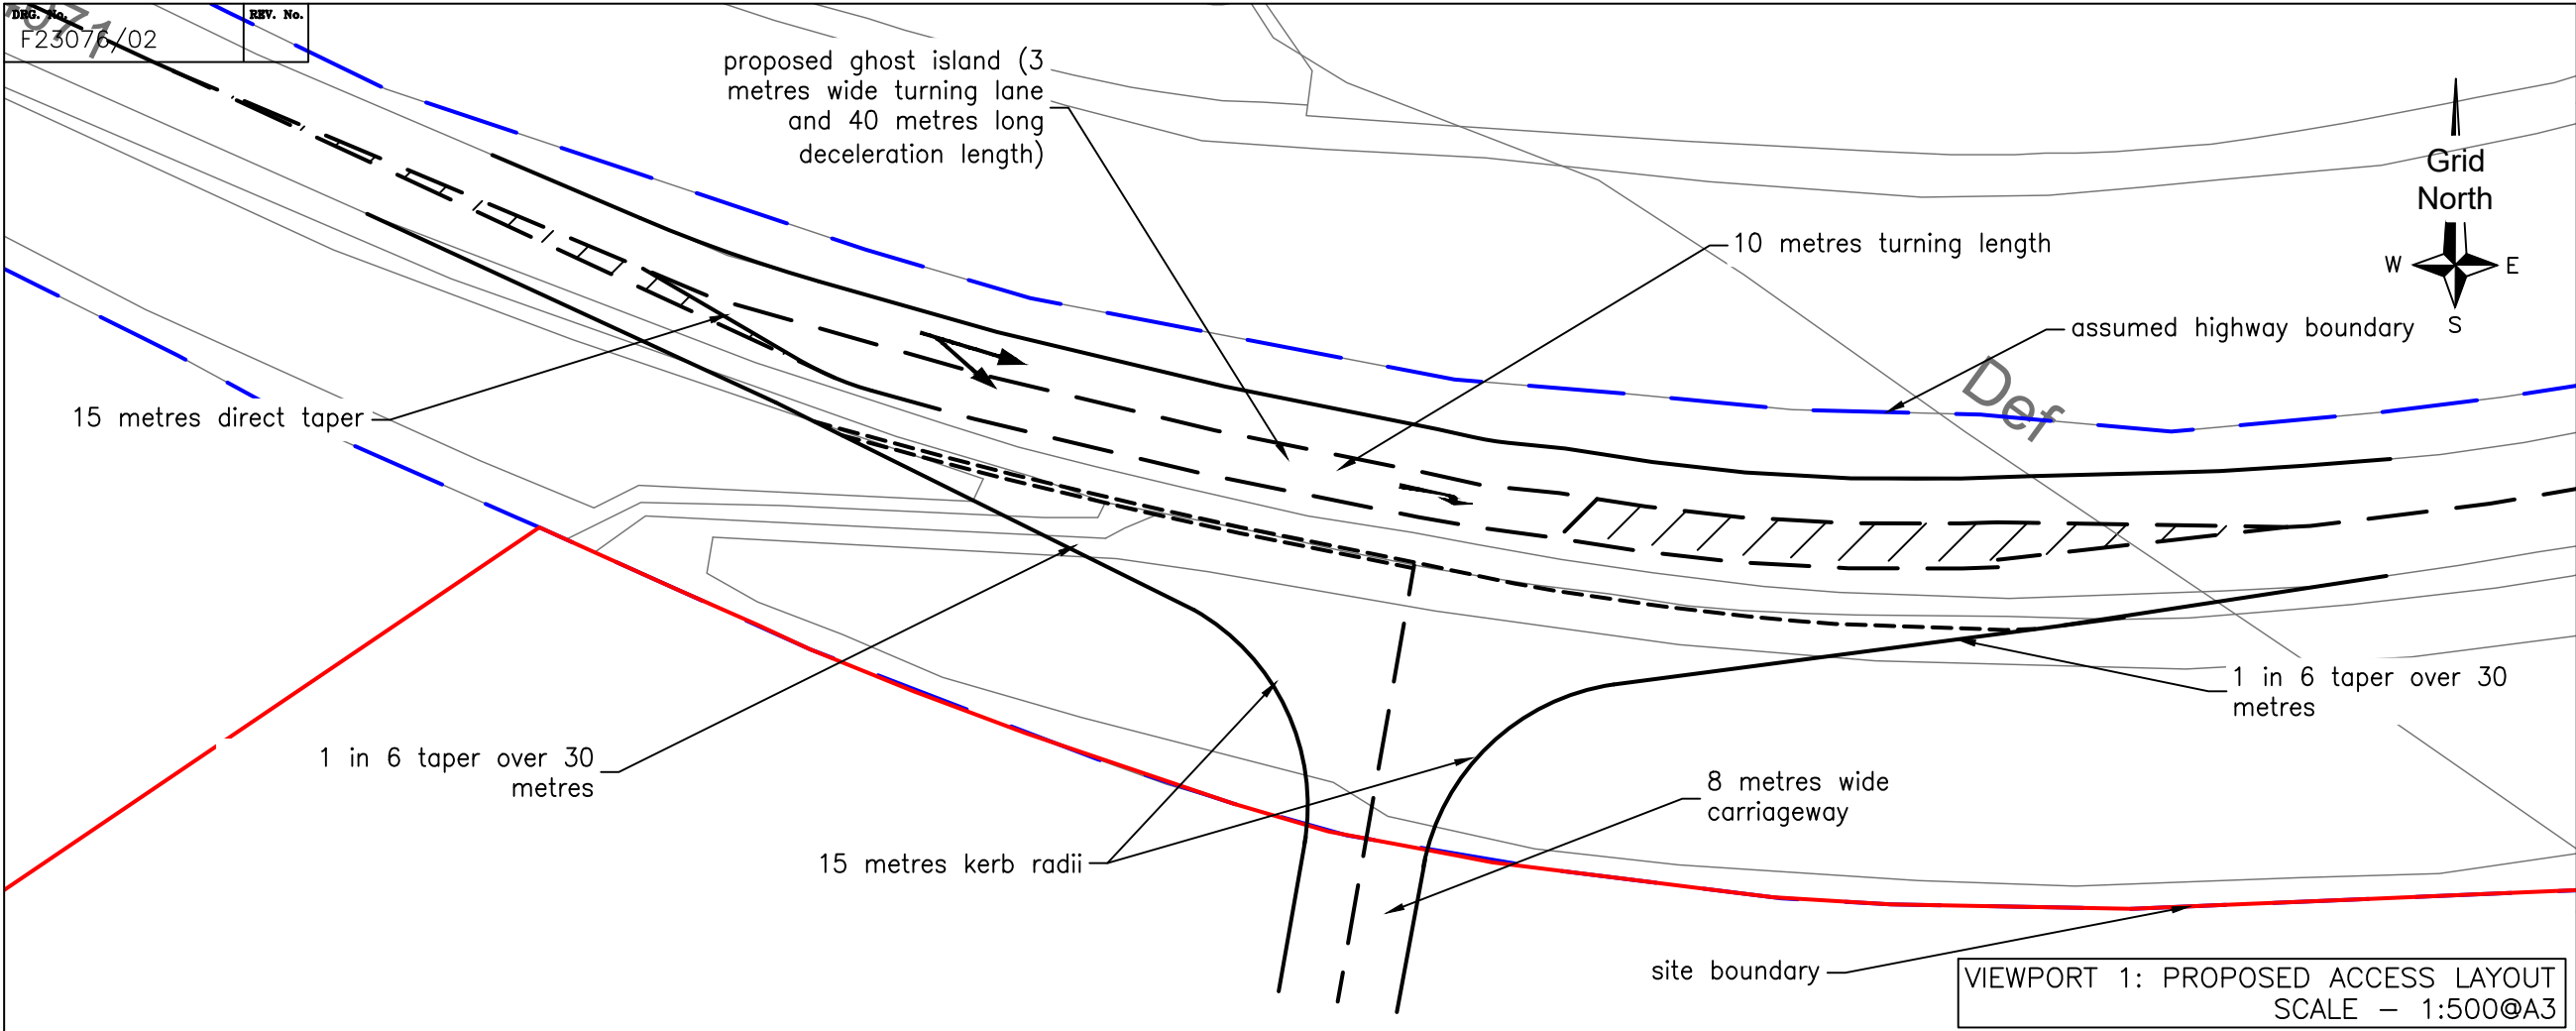 DRG. No.
REV. No.
F23076/02
proposed ghost island (3
metres wide turning lane
and 40 metres long
deceleration length)
Grid
North
W
E
S
10 metres turning length
assumed highway boundary
Def
15 metres direct taper
1 in 6 taper over 30
metres
1 in 6 taper over 30
metres
8 metres wide
carriageway
15 metres kerb radii
site boundary
VIEWPORT 1: PROPOSED ACCESS LAYOUT
SCALE – 1:500@A3